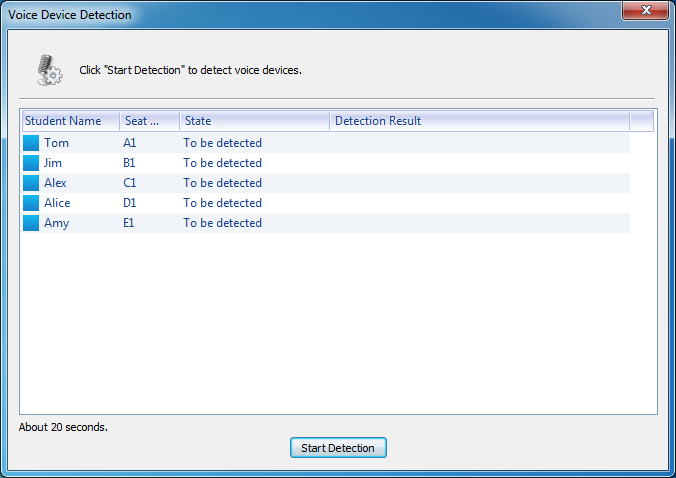 Voice Device Detection
Click "Start Detection" to detect voice devices.
Student Name Seat ... State Detection Result
Tom A1 To be detected
Jim B1 To be detected
Alex C1 To be detected
Alice D1 To be detected
Amy E1 To be detected
About 20 seconds.
Start Detection